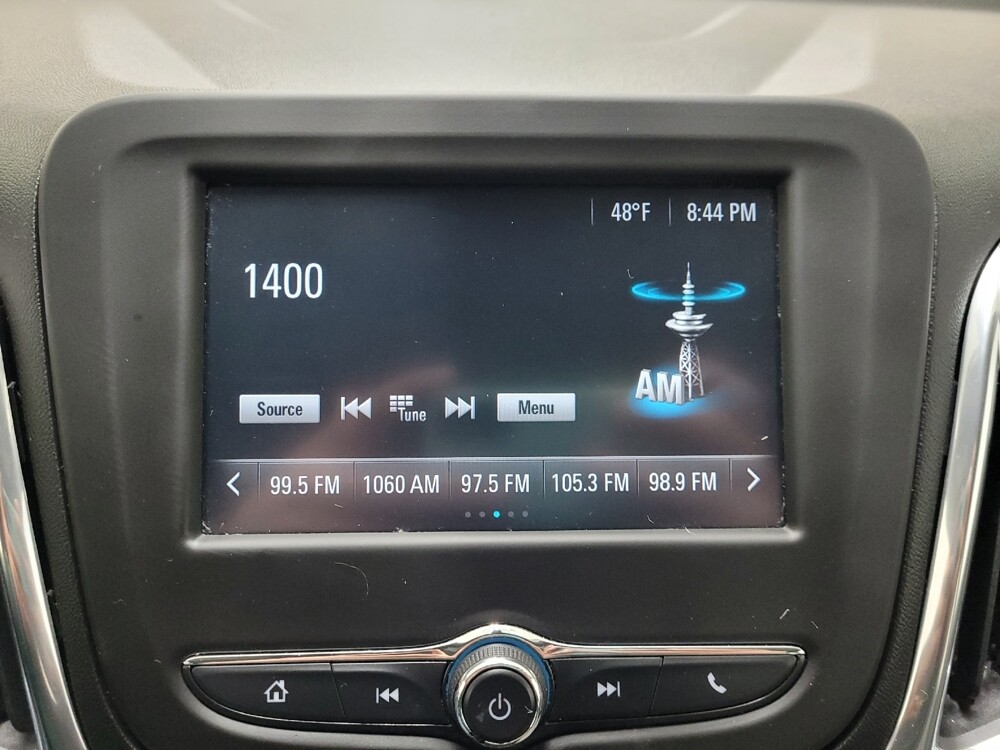 48°F 8:44 PM
1400
AM
Source Tune Menu
99.5 FM 1060 AM 97.5 FM 105.3 FM 98.9 FM